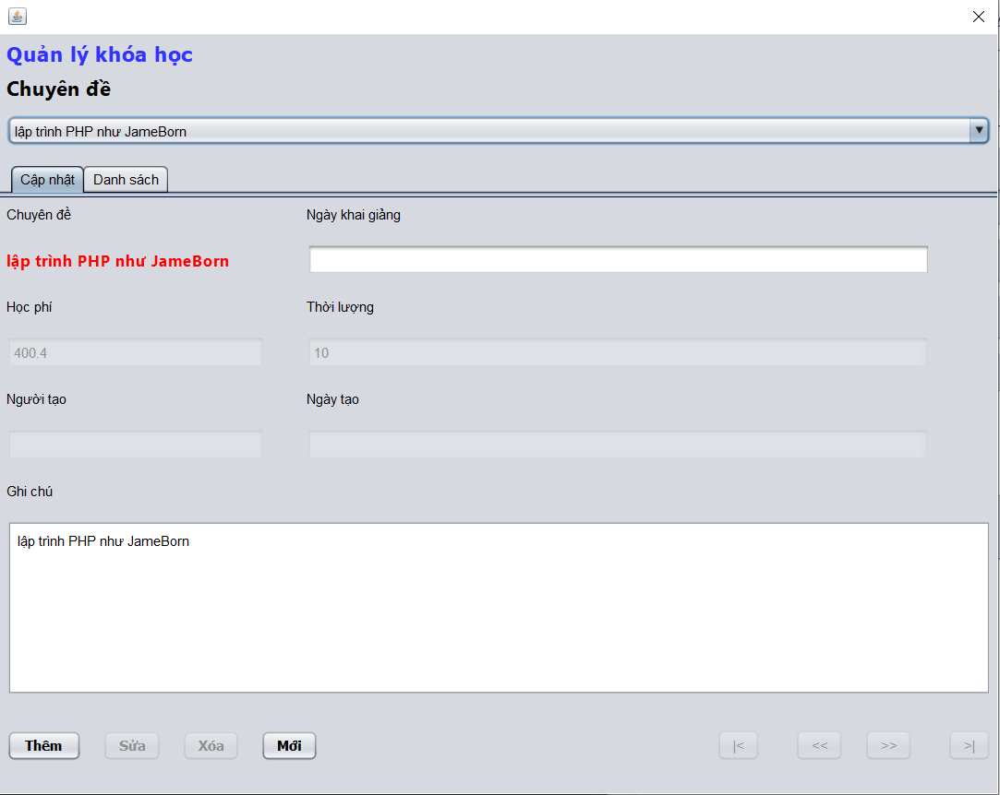 Quản lý khóa học
Chuyên đề
lập trình PHP như JameBorn
Cập nhật Danh sách
Chuyên đề Ngày khai giảng
lập trình PHP như JameBorn
Học phí Thời lượng
400.4 10
Người tạo Ngày tạo
Ghi chú
lập trình PHP như JameBorn
Thêm Sửa Xóa Mới |< << >> >|